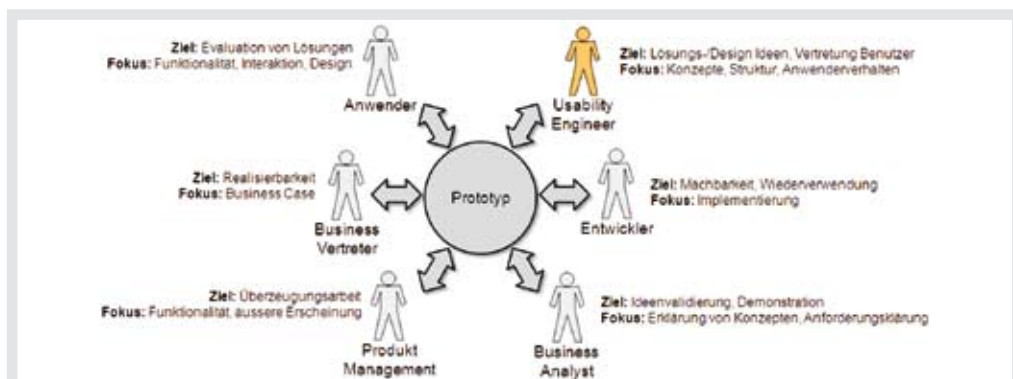 Ziel: Evaluation von Lösungen
Fokus: Funktionalität, Interaktion, Design
Anwender
Ziel: Lösungs-/Design Ideen, Vertretung Benutzer
Fokus: Konzepte, Struktur, Anwenderverhalten
Usability
Engineer
Ziel: Realisierbarkeit
Fokus: Business Case
Business
Vertreter
Prototyp
Ziel: Machbarkeit, Wiederverwendung
Fokus: Implementierung
Entwickler
Ziel: Überzeugungsarbeit
Fokus: Funktionalität, äussere Erscheinung
Produkt
Management
Ziel: Ideenvalidierung, Demonstration
Fokus: Erklärung von Konzepten, Anforderungsklärung
Business
Analyst